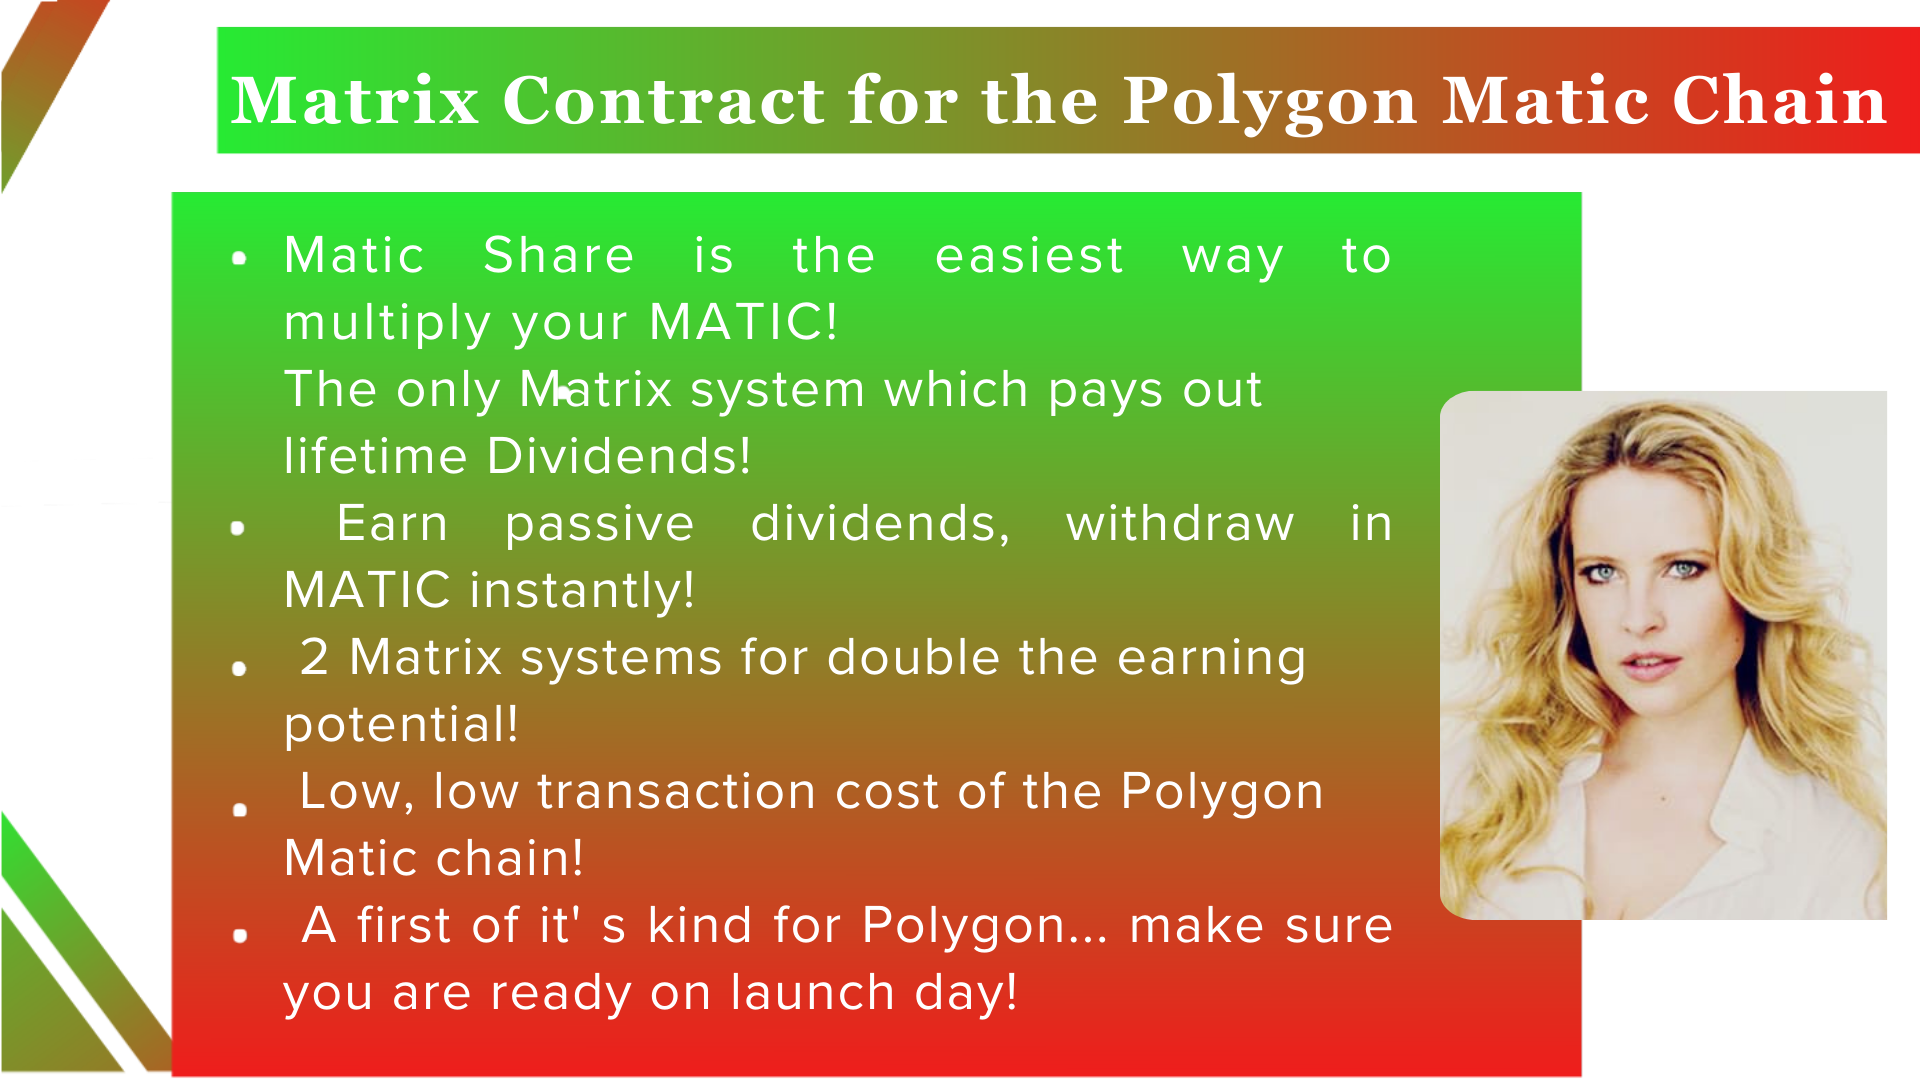 Matrix Contract for the Polygon Matic Chain
Matic Share is the easiest way to
multiply your MATIC!
The only Matrix system which pays out
lifetime Dividends!
Earn passive dividends, withdraw in
MATIC instantly!
2 Matrix systems for double the earning
potential!
Low, low transaction cost of the Polygon
Matic chain!
A first of it' s kind for Polygon... make sure
you are ready on launch day!